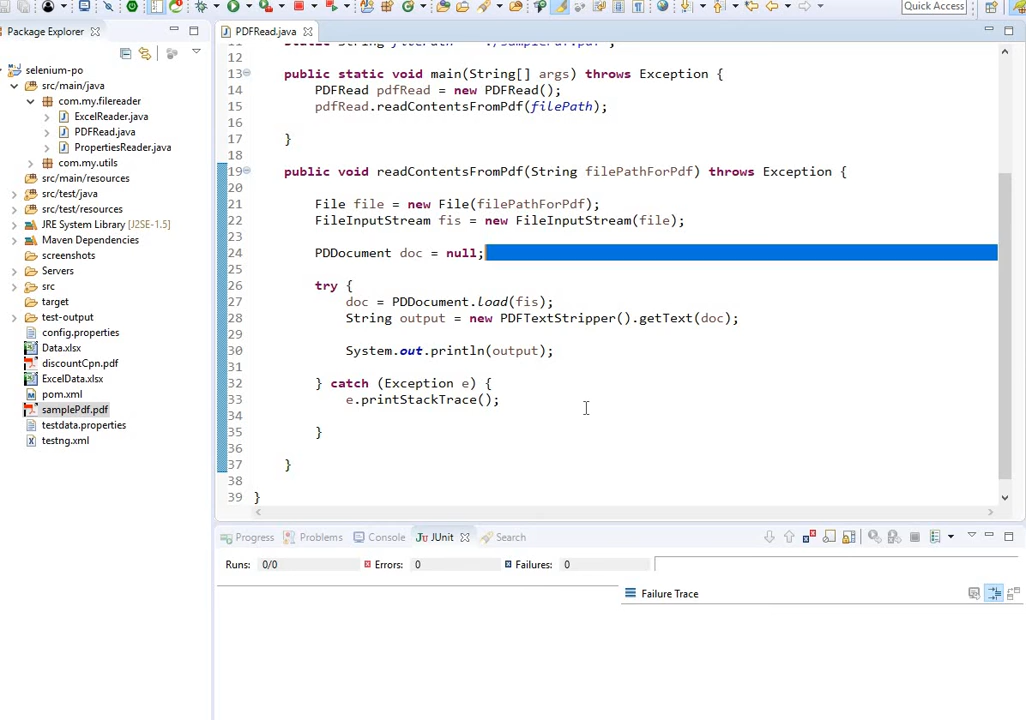 Quick Access
Package Explorer
selenium-po
src/main/java
com.my.filereader
ExcelReader.java
PDFRead.java
PropertiesReader.java
com.my.utils
src/main/resources
src/test/java
src/test/resources
JRE System Library [J2SE-1.5]
Maven Dependencies
screenshots
Servers
src
target
test-output
config.properties
Data.xlsx
discountCpn.pdf
ExcelData.xlsx
pom.xml
samplePdf.pdf
testdata.properties
testng.xml
PDFRead.java
11 static String filePath = "./samplePdf.pdf";
12
13 public static void main(String[] args) throws Exception {
14 PDFRead pdfRead = new PDFRead();
15 pdfRead.readContentsFromPdf(filePath);
16
17 }
18
19 public void readContentsFromPdf(String filePathForPdf) throws Exception {
20
21 File file = new File(filePathForPdf);
22 FileInputStream fis = new FileInputStream(file);
23
24 PDDocument doc = null;
25
26 try {
27 doc = PDDocument.load(fis);
28 String output = new PDFTextStripper().getText(doc);
29
30 System.out.println(output);
31
32 } catch (Exception e) {
33 e.printStackTrace();
34
35 }
36
37 }
38
39 }
Progress Problems Console JUnit Search
Runs: 0/0 Errors: 0 Failures: 0
Failure Trace